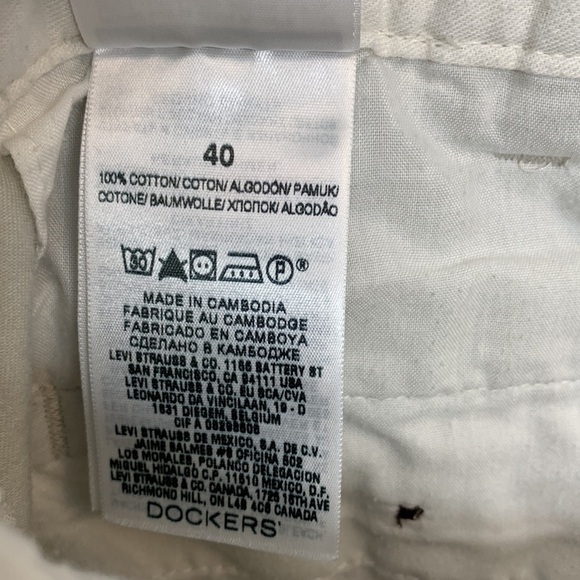 40
100% COTTON/ COTON/ ALGODÓN/ PAMUK/
COTONE/ BAUMWOLLE/ ХЛОПОК/ ALGODÃO
30
P ®
MADE IN CAMBODIA
FABRIQUE AU CAMBODGE
FABRICADO EN CAMBOYA
СДЕЛАНО В КАМБОДЖЕ
LEVI STRAUSS & CO. 1155 BATTERY ST
SAN FRANCISCO, CA 94111 USA
LEVI STRAUSS & CO. EU SCA/CVA
LEONARDO DA VINCILAAN, 19 - D
1831 DIEGEM, BELGIUM
CIF A
LEVI STRAUSS DE MEXICO, S.A. DE C.V.
JAIME BALMES #8 OFICINA 502
LOS MORALES, POLANCO DELEGACION
MIGUEL HIDALGO C.P. 11510 MEXICO, D.F.
LEVI STRAUSS & CO. CANADA, 1725 16TH AVE
RICHMOND HILL, ON L4B 4C6 CANADA
DOCKERS®